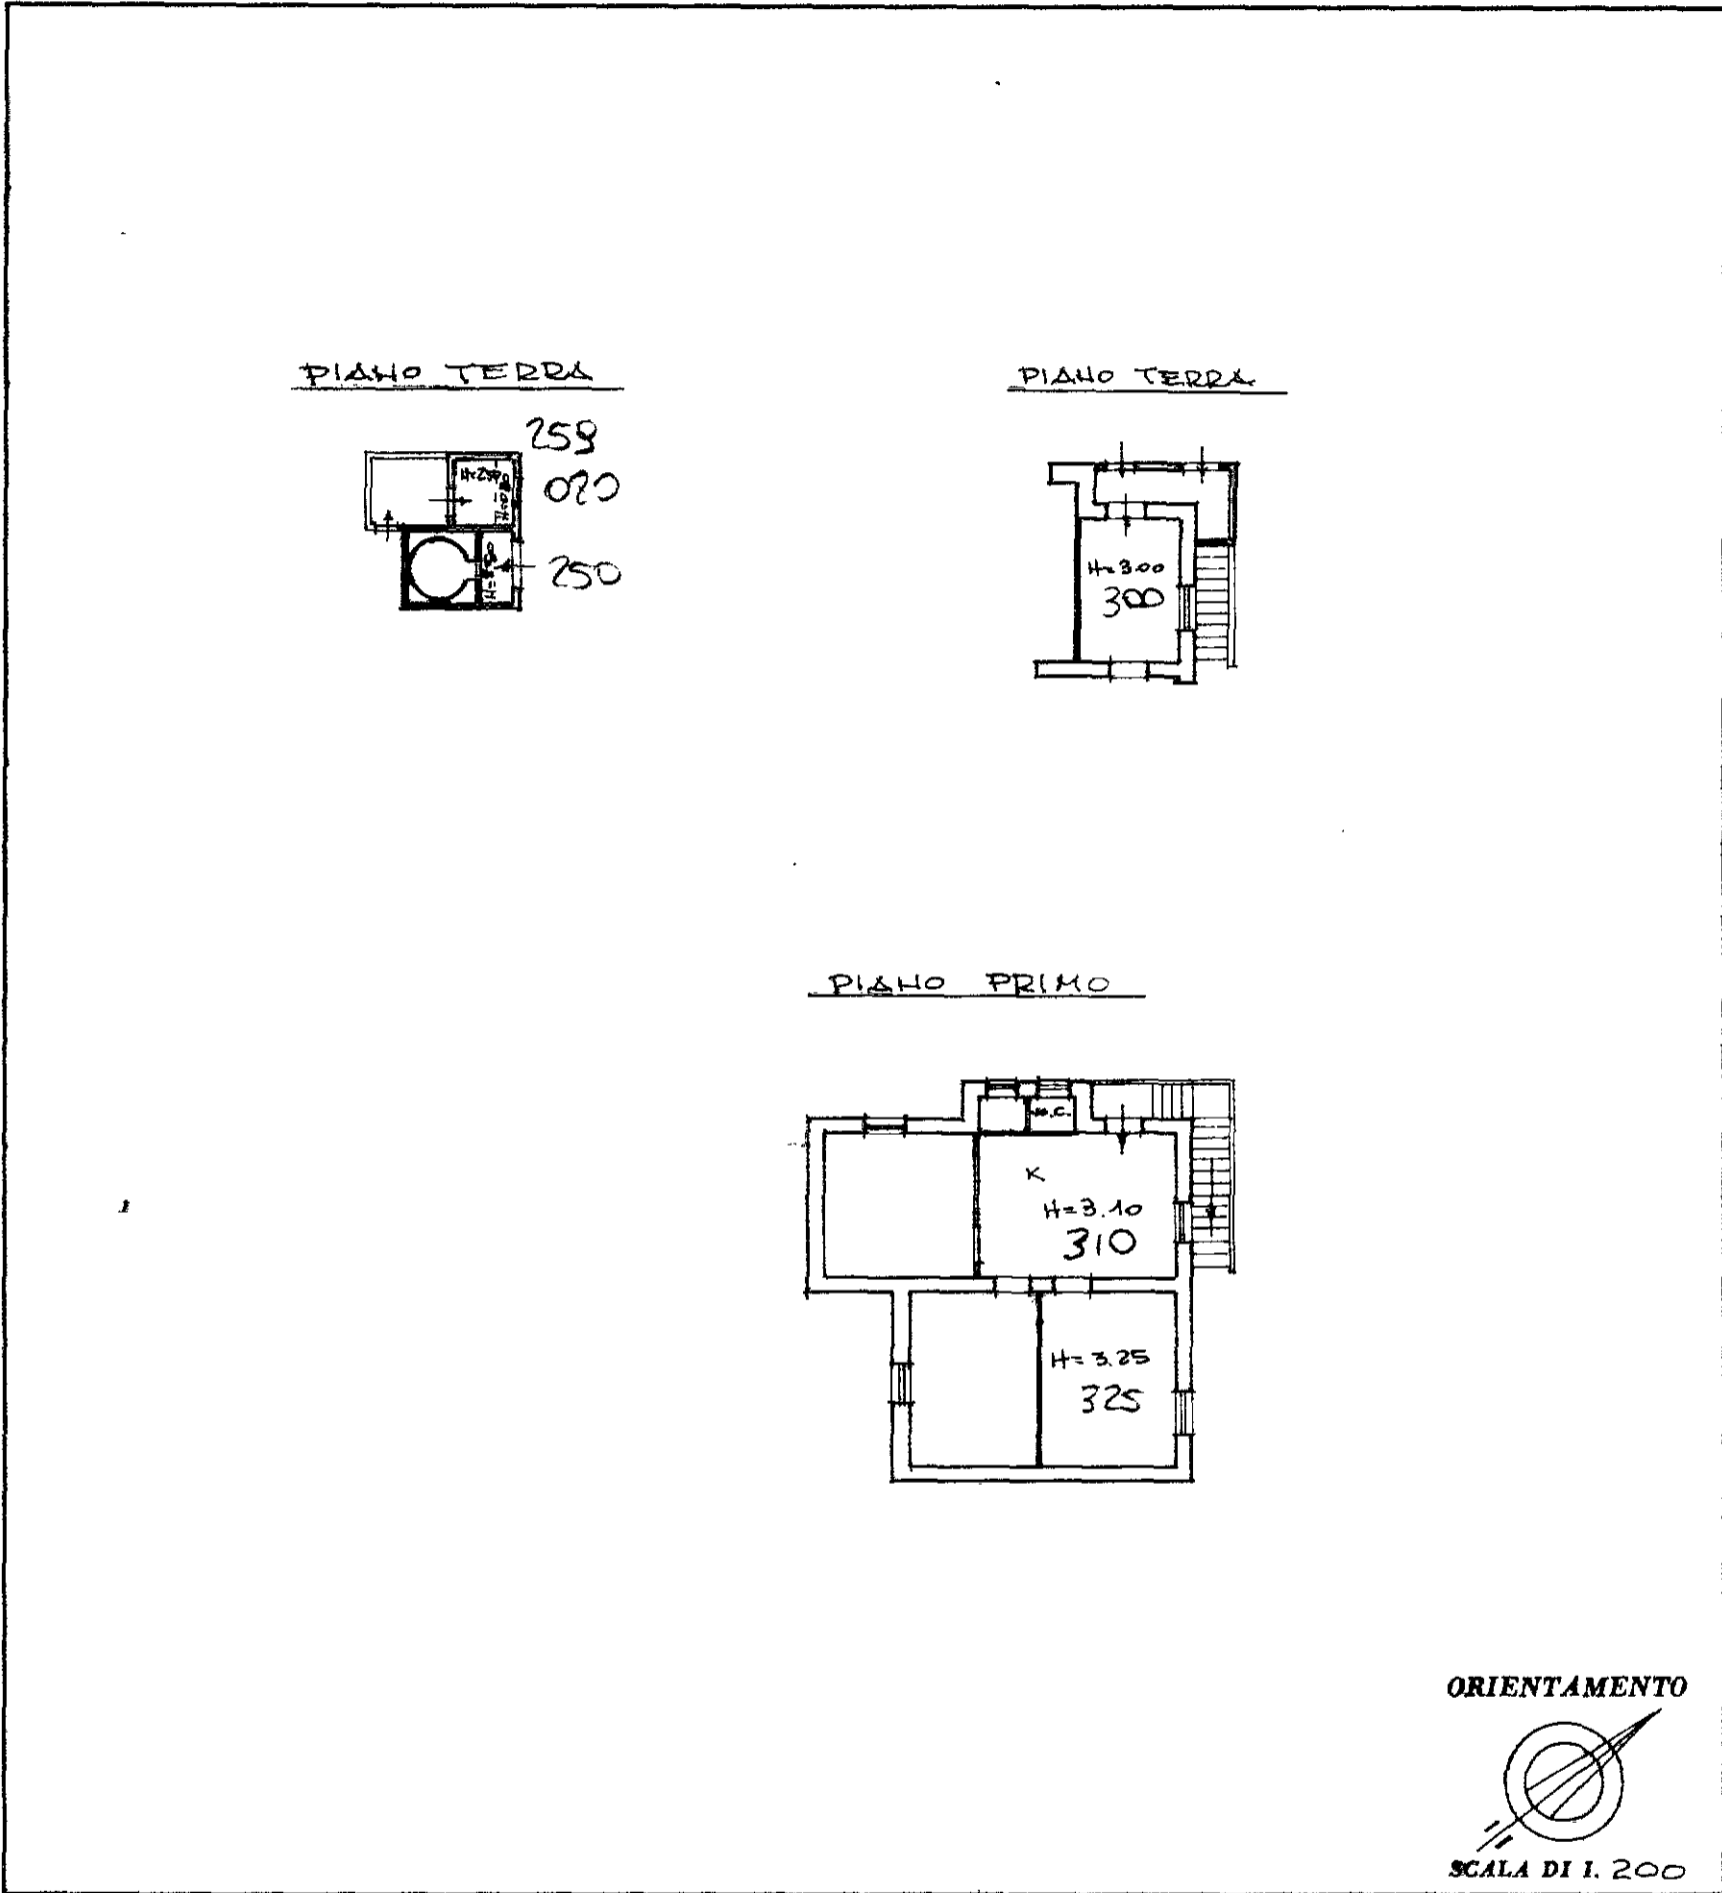 PIANO TERRA
PIANO TERRA
259
020
250
H=3.00
300
PIANO PRIMO
W.C.
K
H=3.10
310
H=3.25
325
ORIENTAMENTO
SCALA DI 1. 200